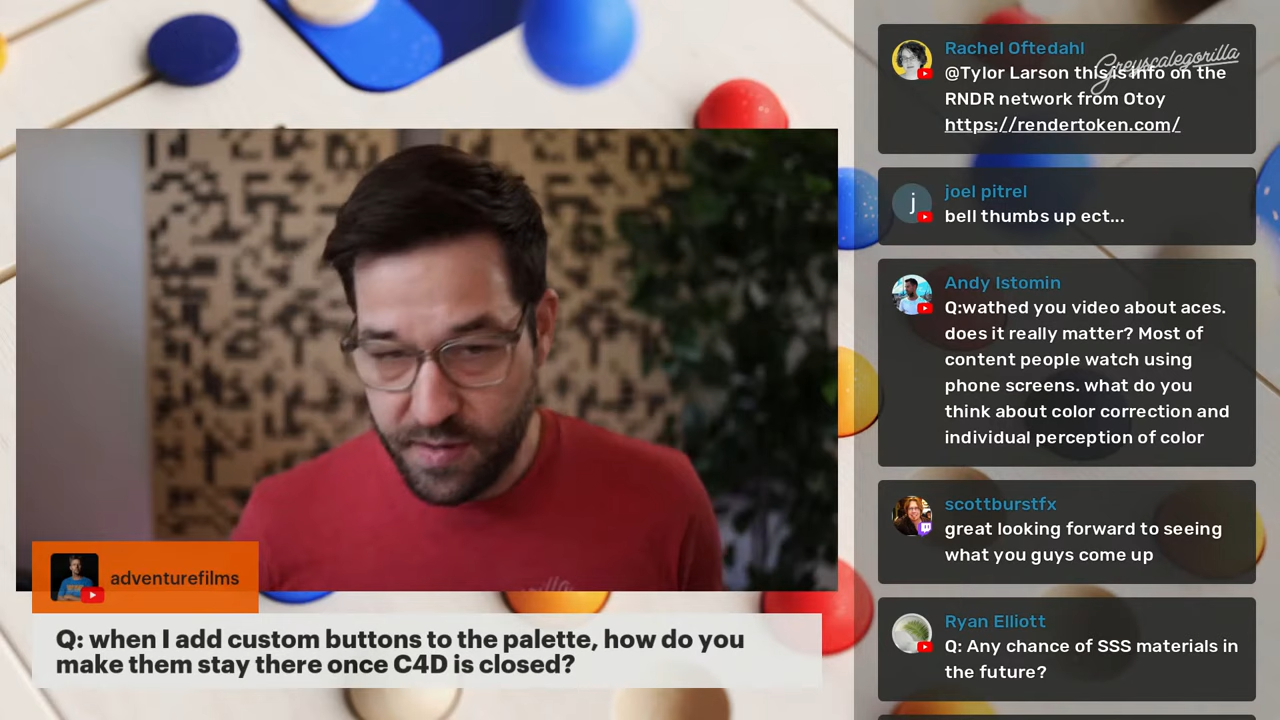 Rachel Oftedahl
@Tylor Larson this is info on the
RNDR network from Otoy
https://rendertoken.com/
Greyscalegorilla
joel pitrel
j
bell thumbs up ect...
Andy Istomin
Q:wathed you video about aces.
does it really matter? Most of
content people watch using
phone screens. what do you
think about color correction and
individual perception of color
scottburstfx
great looking forward to seeing
what you guys come up
Ryan Elliott
Q: Any chance of SSS materials in
the future?
adventurefilms
Q: when I add custom buttons to the palette, how do you
make them stay there once C4D is closed?